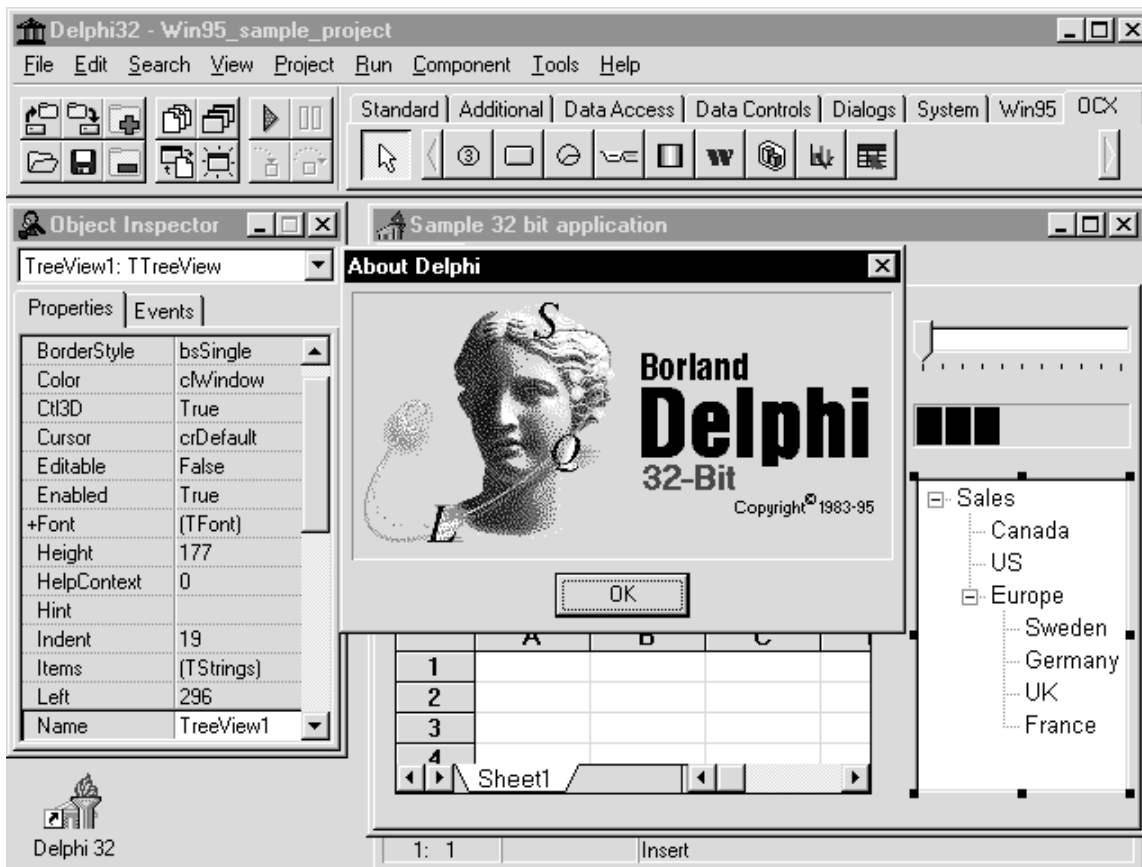 Delphi32 - Win95_sample_project
File Edit Search View Project Run Component Tools Help
Standard Additional Data Access Data Controls Dialogs System Win95 OCX
3 W
Object Inspector
TreeView1: TTreeView
Properties Events
BorderStyle bsSingle
Color clWindow
Ctl3D True
Cursor crDefault
Editable False
Enabled True
+Font (TFont)
Height 177
HelpContext 0
Hint
Indent 19
Items (TStrings)
Left 296
Name TreeView1
Sample 32 bit application
About Delphi
S
Q
L
Borland
Delphi
32-Bit
Copyright© 1983-95
OK
Sales
Canada
US
Europe
Sweden
Germany
UK
France
A B C
1
2
3
4
Sheet1
1: 1 Insert
Delphi 32